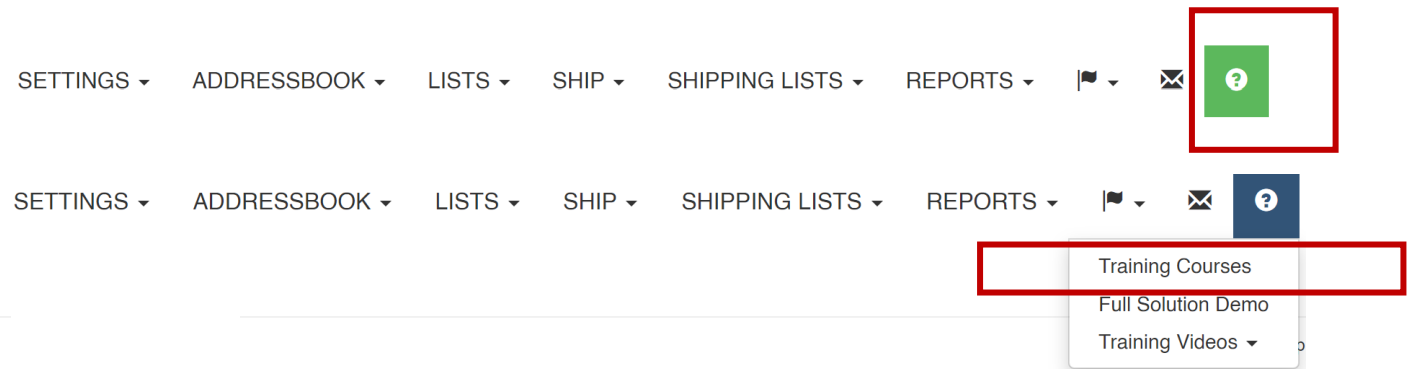 SETTINGS ADDRESSBOOK LISTS SHIP SHIPPING LISTS REPORTS ?
SETTINGS ADDRESSBOOK LISTS SHIP SHIPPING LISTS REPORTS ?
Training Courses
Full Solution Demo
Training Videos